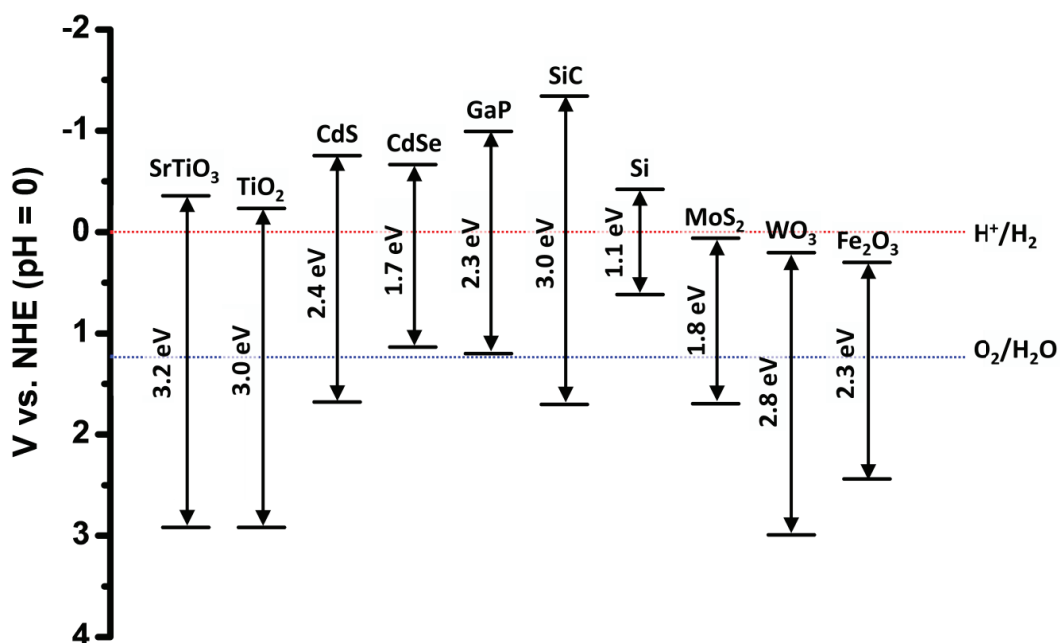 V vs. NHE (pH = 0)
-2
-1
0
1
2
3
4
SrTiO₃
3.2 eV
TiO₂
3.0 eV
CdS
2.4 eV
CdSe
1.7 eV
GaP
2.3 eV
SiC
3.0 eV
Si
1.1 eV
MoS₂
1.8 eV
WO₃
2.8 eV
Fe₂O₃
2.3 eV
H⁺/H₂
O₂/H₂O